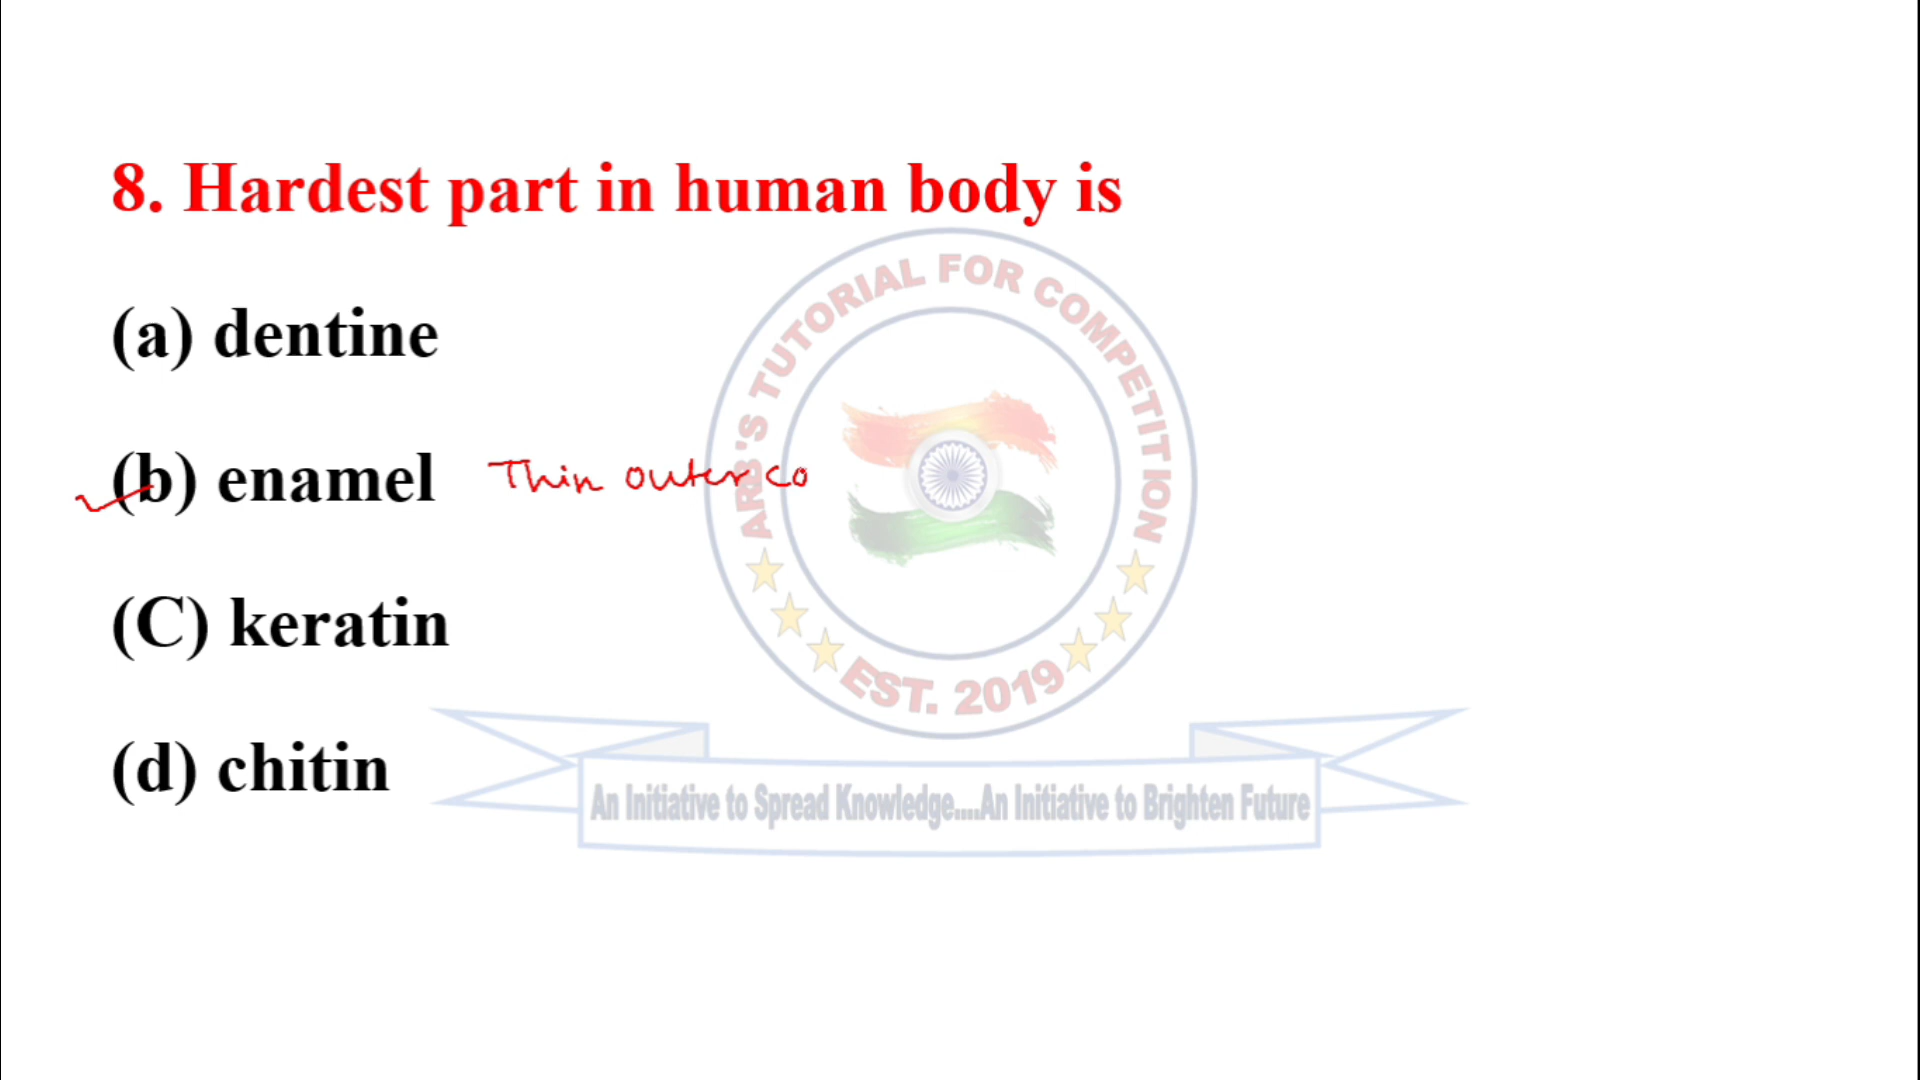 8. Hardest part in human body is
(a) dentine
(b) enamel Thin outer co
(C) keratin
(d) chitin
ARB'S TUTORIAL FOR COMPETITION
EST. 2019
An Initiative to Spread Knowledge....An Initiative to Brighten Future